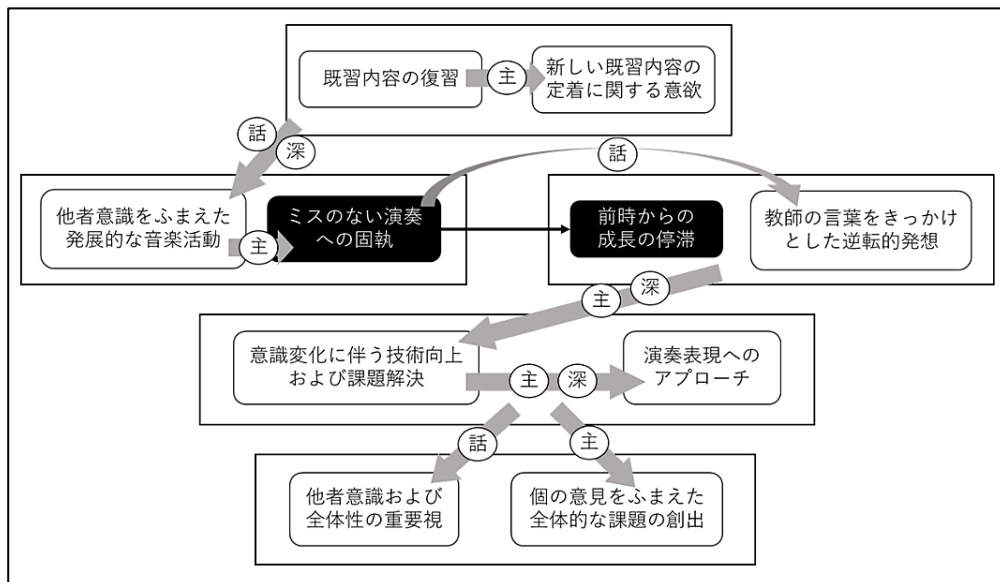 既習内容の復習
主
新しい既習内容の
定着に関する意欲
話
深
話
他者意識をふまえた
発展的な音楽活動
主
ミスのない演奏
への固執
前時からの
成長の停滞
教師の言葉をきっかけ
とした逆転的発想
主
深
意識変化に伴う技術向上
および課題解決
主
深
演奏表現への
アプローチ
話
主
他者意識および
全体性の重要視
個の意見をふまえた
全体的な課題の創出